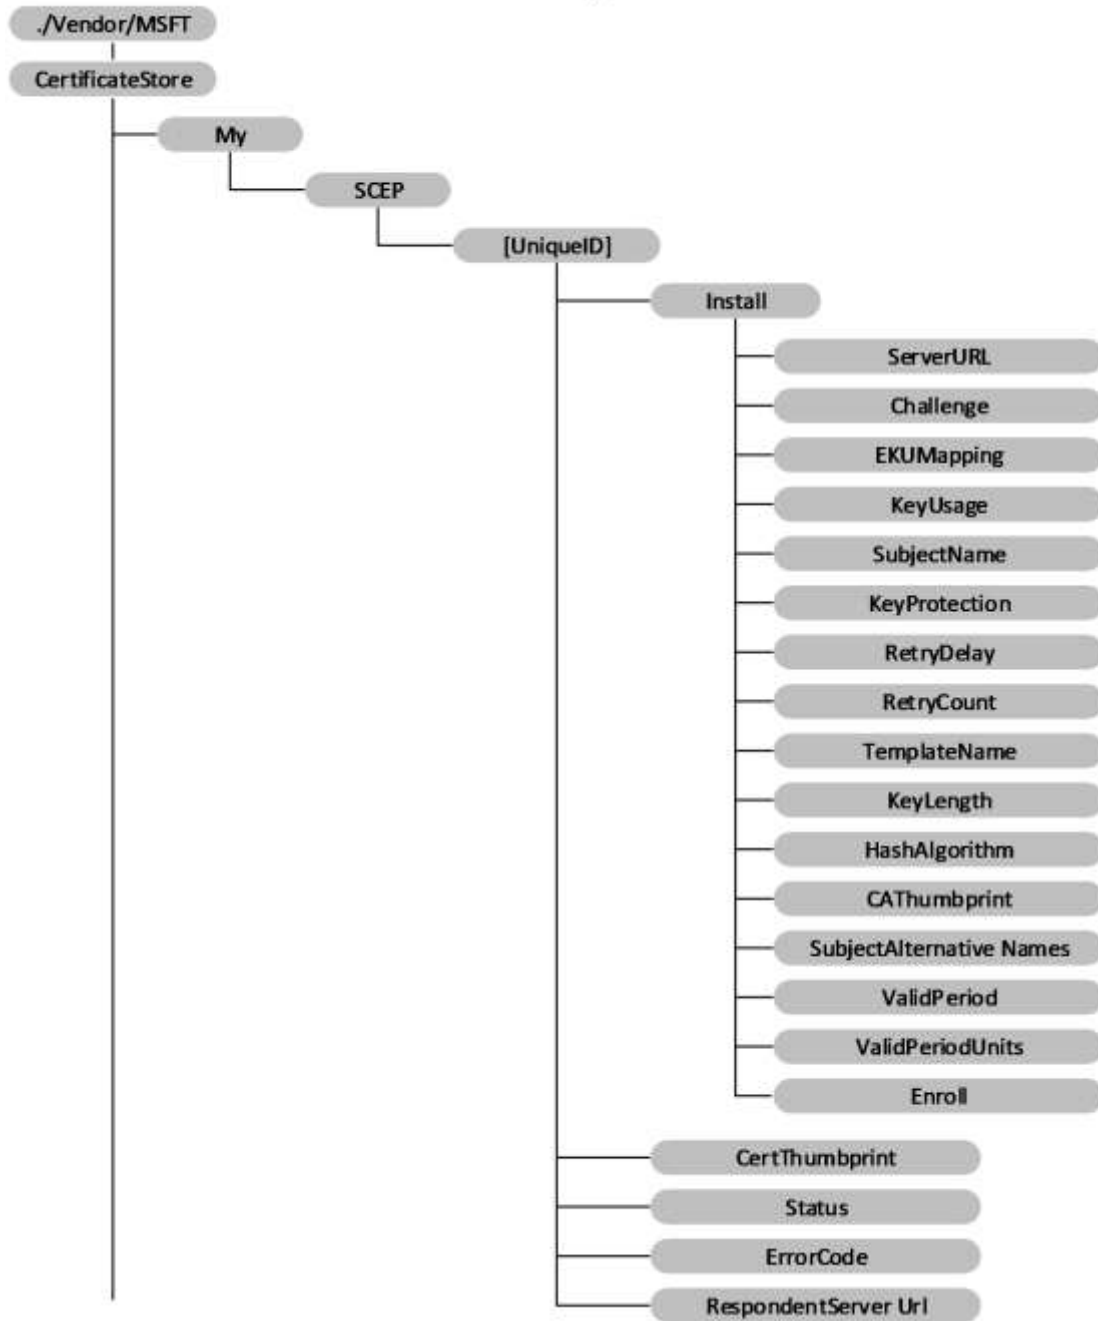 ./Vendor/MSFT
CertificateStore
My
SCEP
[UniqueID]
Install
ServerURL
Challenge
EKUMapping
KeyUsage
SubjectName
KeyProtection
RetryDelay
RetryCount
TemplateName
KeyLength
HashAlgorithm
CAThumbprint
SubjectAlternative Names
ValidPeriod
ValidPeriodUnits
Enroll
CertThumbprint
Status
ErrorCode
RespondentServer Url